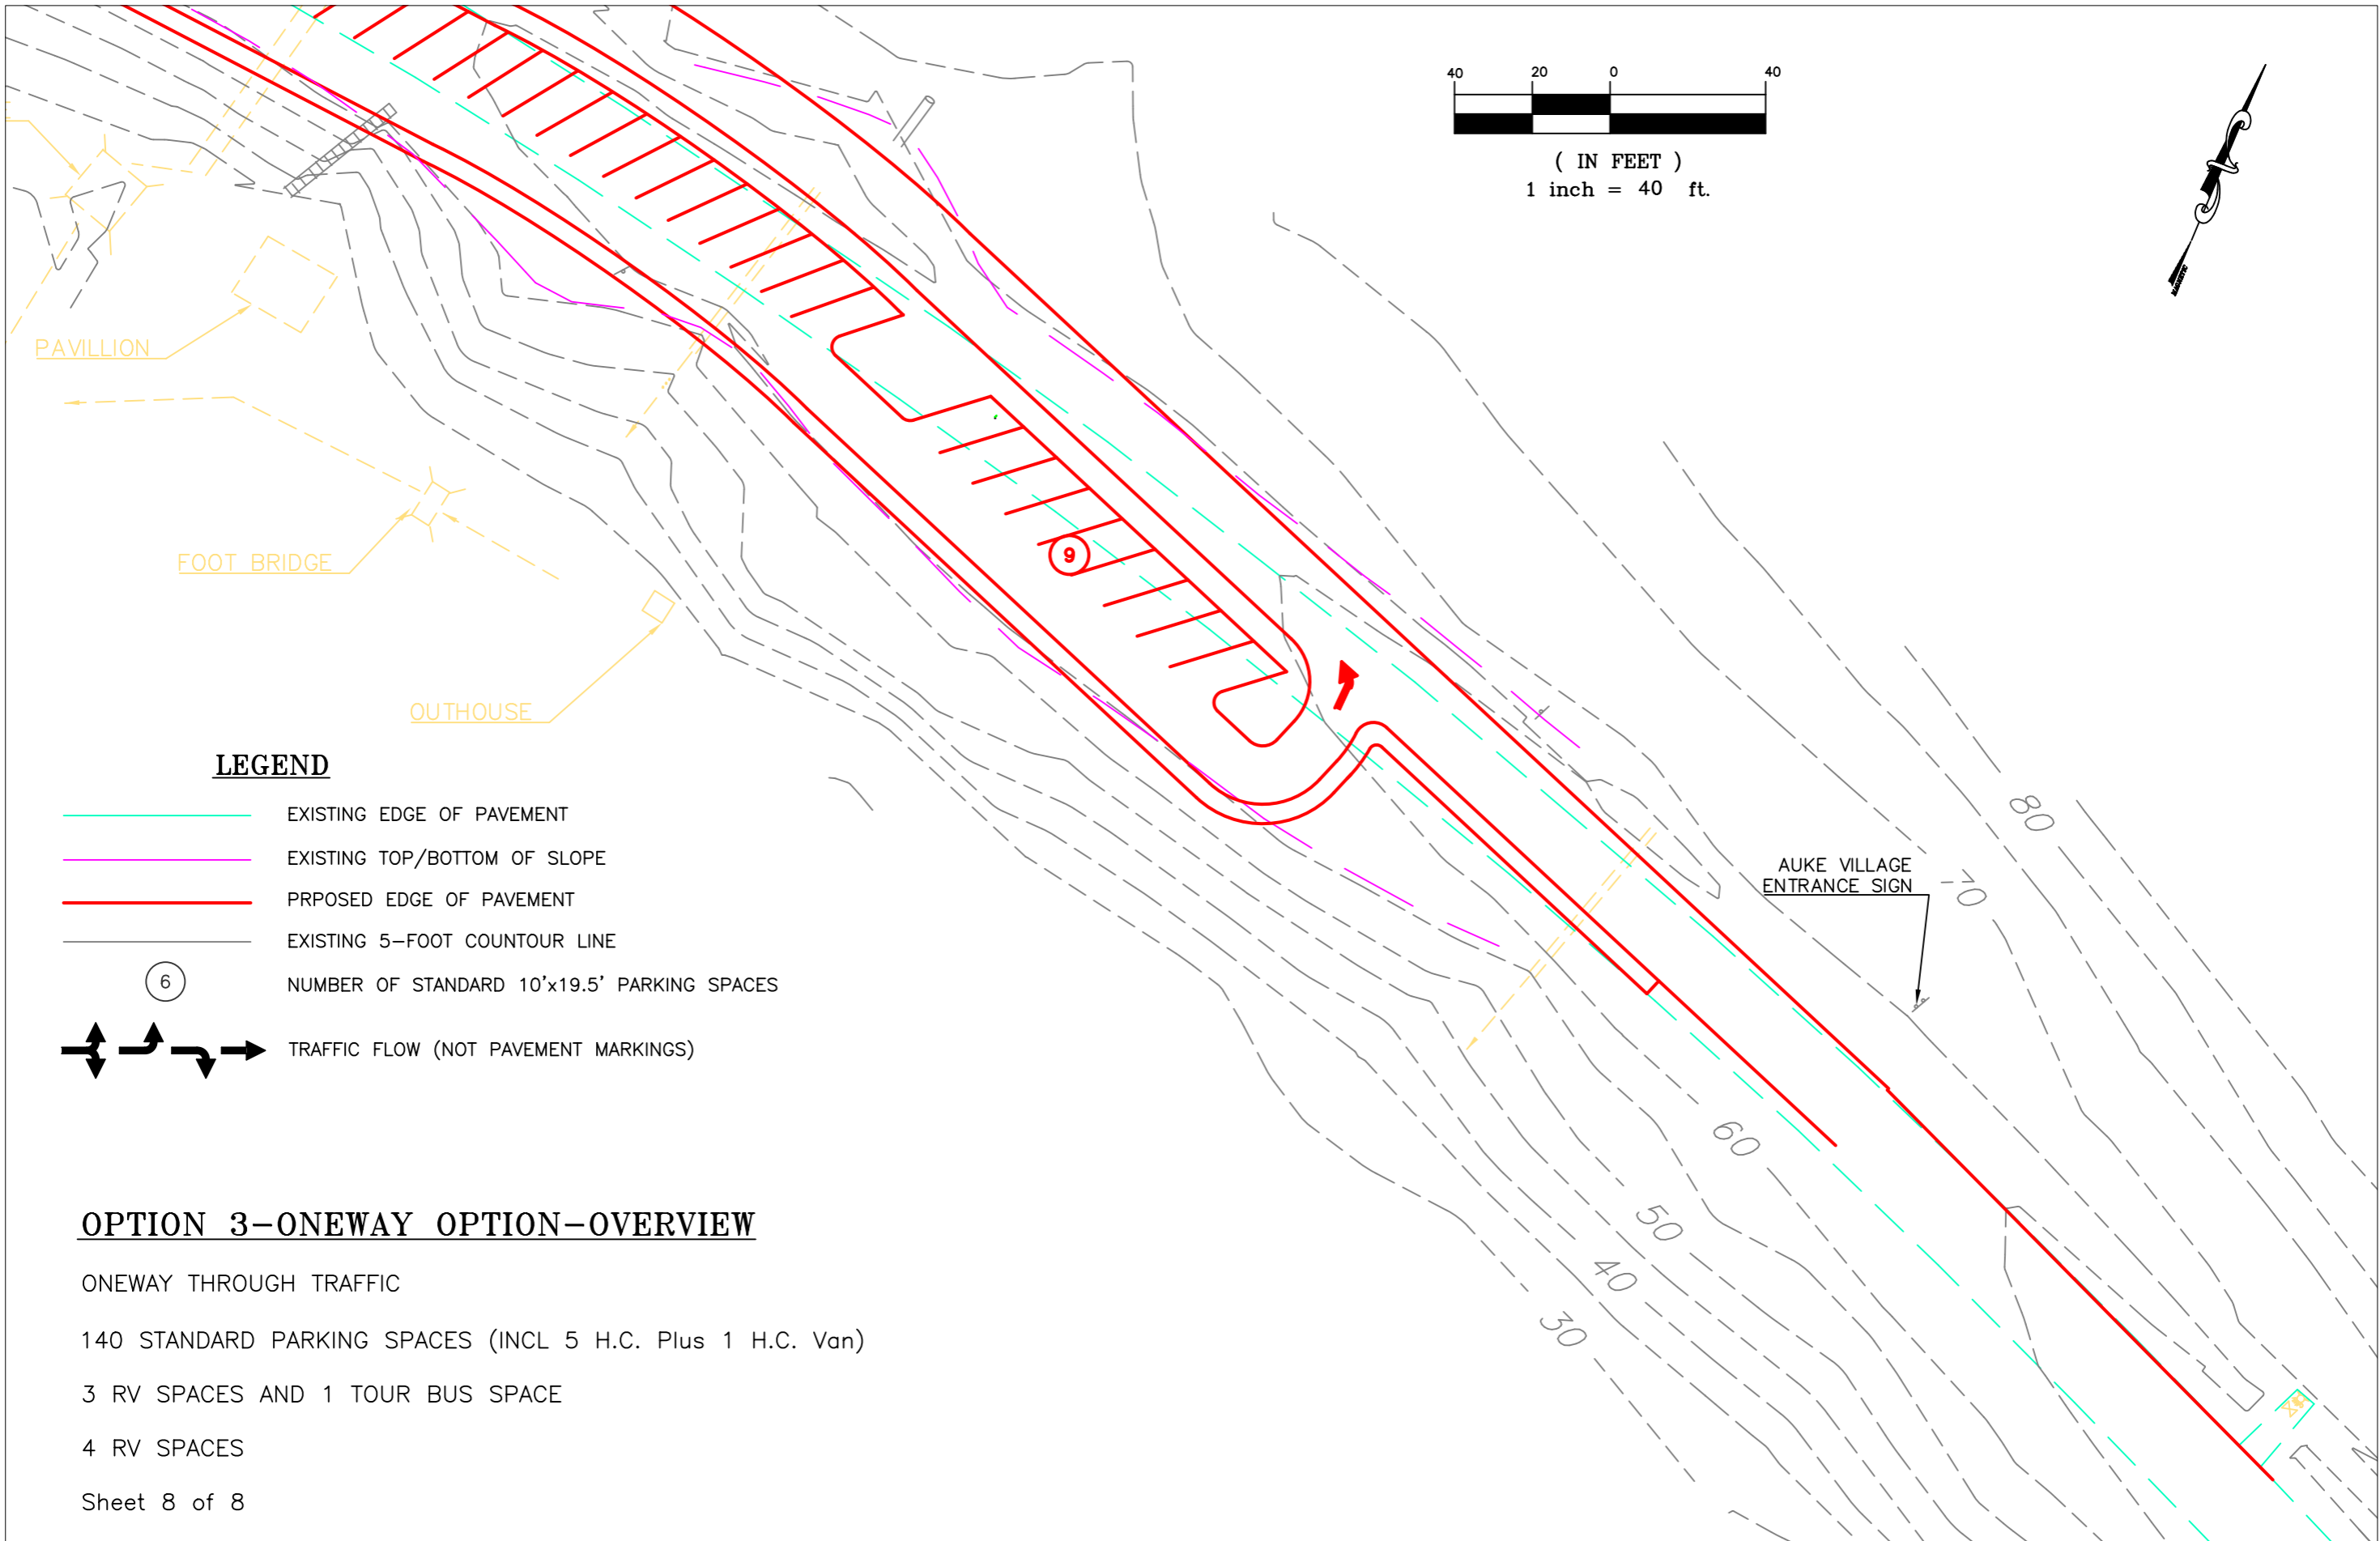 40 20 0 40
( IN FEET )
1 inch = 40 ft.
PAVILLION
FOOT BRIDGE
OUTHOUSE
9
LEGEND
EXISTING EDGE OF PAVEMENT
EXISTING TOP/BOTTOM OF SLOPE
PRPOSED EDGE OF PAVEMENT
EXISTING 5-FOOT COUNTOUR LINE
6 NUMBER OF STANDARD 10'x19.5' PARKING SPACES
TRAFFIC FLOW (NOT PAVEMENT MARKINGS)
AUKE VILLAGE
ENTRANCE SIGN
80
70
60
50
40
30
OPTION 3-ONEWAY OPTION-OVERVIEW
ONEWAY THROUGH TRAFFIC
140 STANDARD PARKING SPACES (INCL 5 H.C. Plus 1 H.C. Van)
3 RV SPACES AND 1 TOUR BUS SPACE
4 RV SPACES
Sheet 8 of 8